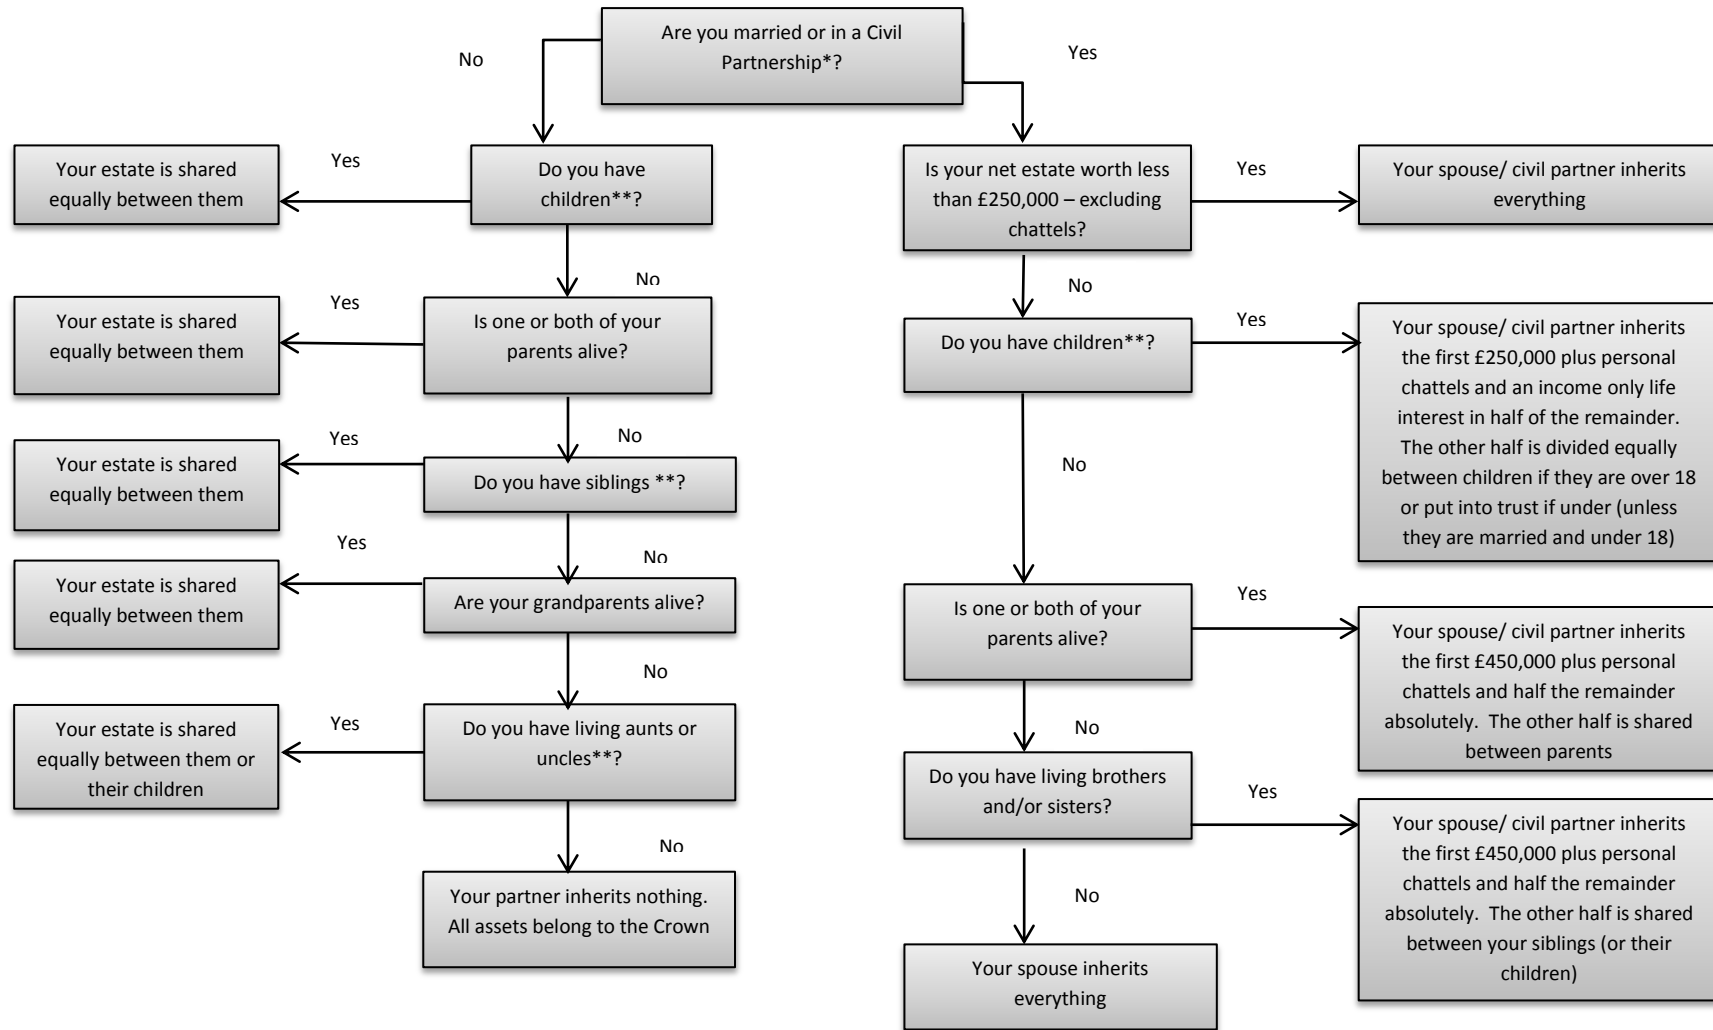 Are you married or in a Civil
Partnership*?
No
Yes
Your estate is shared
equally between them
Yes
Do you have
children**?
Is your net estate worth less
than £250,000 – excluding
chattels?
Yes
Your spouse/ civil partner inherits
everything
No
No
Your estate is shared
equally between them
Yes
Is one or both of your
parents alive?
Do you have children**?
Yes
Your spouse/ civil partner inherits
the first £250,000 plus personal
chattels and an income only life
interest in half of the remainder.
The other half is divided equally
between children if they are over 18
or put into trust if under (unless
they are married and under 18)
No
No
Your estate is shared
equally between them
Yes
Do you have siblings **?
No
Your estate is shared
equally between them
Yes
Are your grandparents alive?
Is one or both of your
parents alive?
Yes
Your spouse/ civil partner inherits
the first £450,000 plus personal
chattels and half the remainder
absolutely.  The other half is shared
between parents
No
No
Your estate is shared
equally between them or
their children
Yes
Do you have living aunts or
uncles**?
Do you have living brothers
and/or sisters?
Yes
Your spouse/ civil partner inherits
the first £450,000 plus personal
chattels and half the remainder
absolutely.  The other half is shared
between your siblings (or their
children)
No
No
Your partner inherits nothing.
All assets belong to the Crown
Your spouse inherits
everything